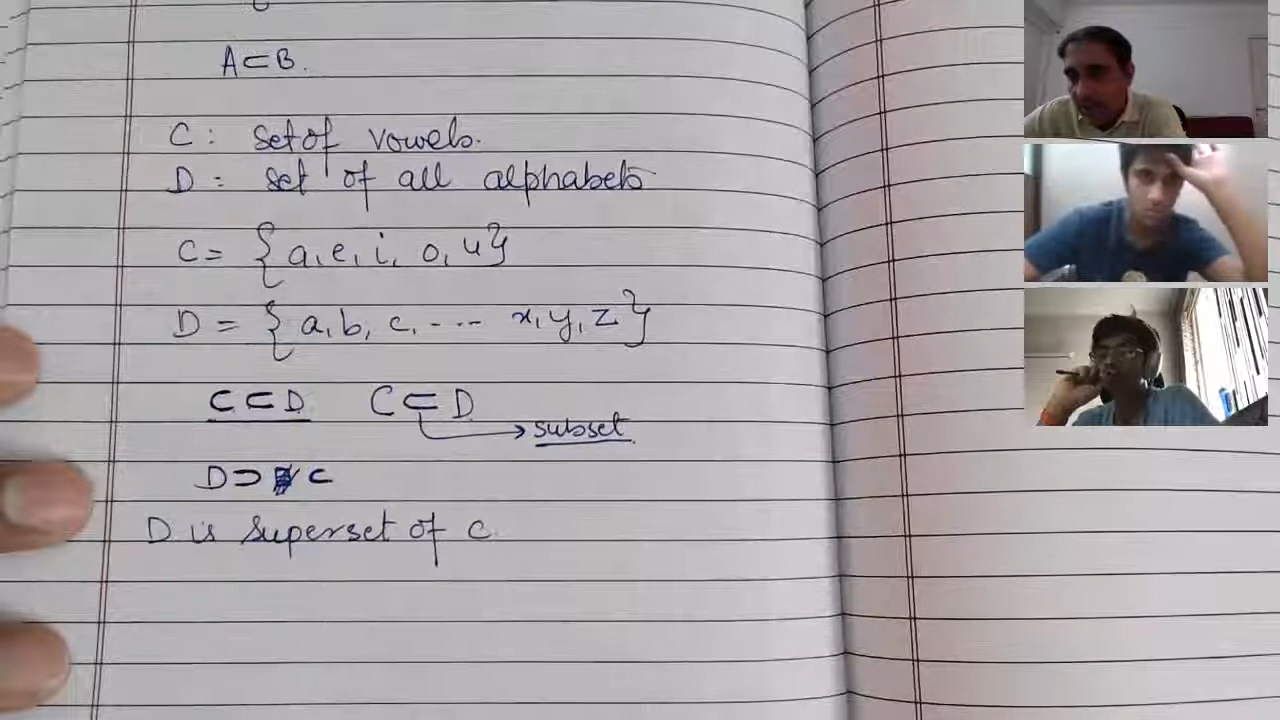 A⊂B.
C: set of vowels.
D: set of all alphabets
C = {a, e, i, o, u}
D = {a, b, c, --- x, y, z}
C⊂D C⊂D
→ subset
D⊃ C
D is superset of C.